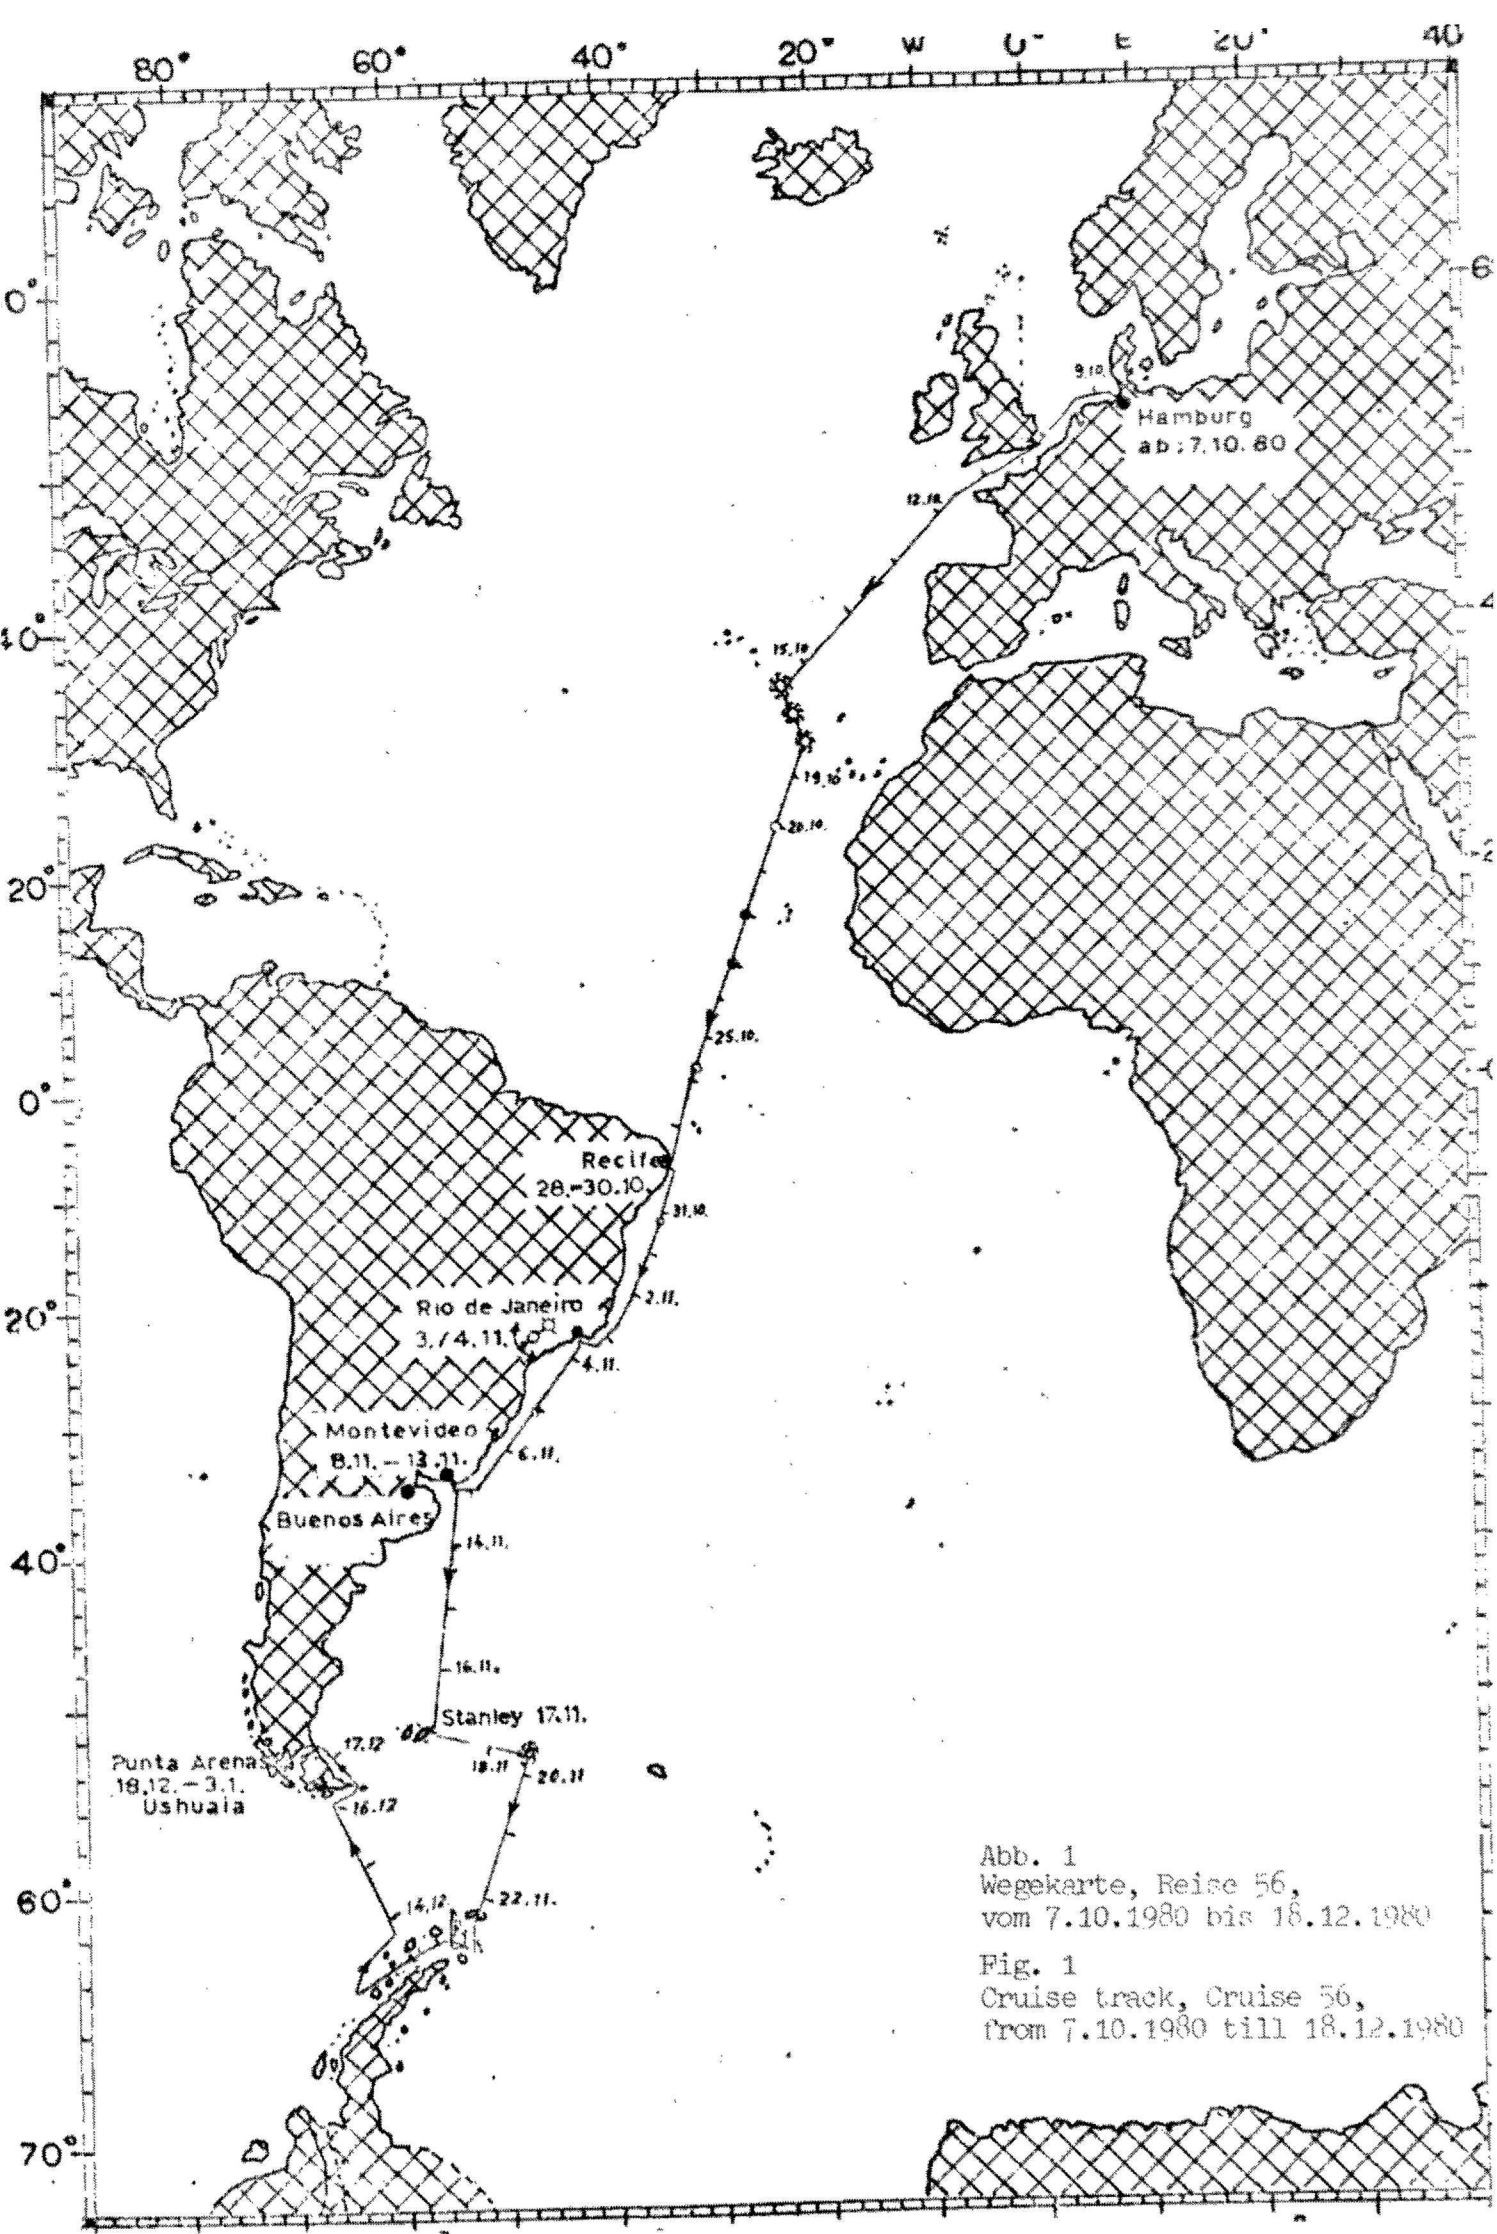 80° 60° 40° 20° W 0° E 20° 40
0°
6
9.10.
Hamburg
ab:7.10.80
12.10.
40°
4
15.10.
19.10
20.10.
20°
2
25.10.
0°
Recife
28.-30.10.
31.10.
Rio de Janeiro
3./4.11.
2.11.
20°
4.11.
Montevideo
8.11.-13.11.
6.11.
Buenos Aires
14.11.
40°
16.11.
Stanley 17.11.
17.12
18.11
20.11
Punta Arenas
18.12.-3.1.
Ushuaia
16.12
60°
14.12.
22.11.
Abb. 1
Wegekarte, Reise 56,
vom 7.10.1980 bis 18.12.1980
Fig. 1
Cruise track, Cruise 56,
from 7.10.1980 till 18.12.1980
70°